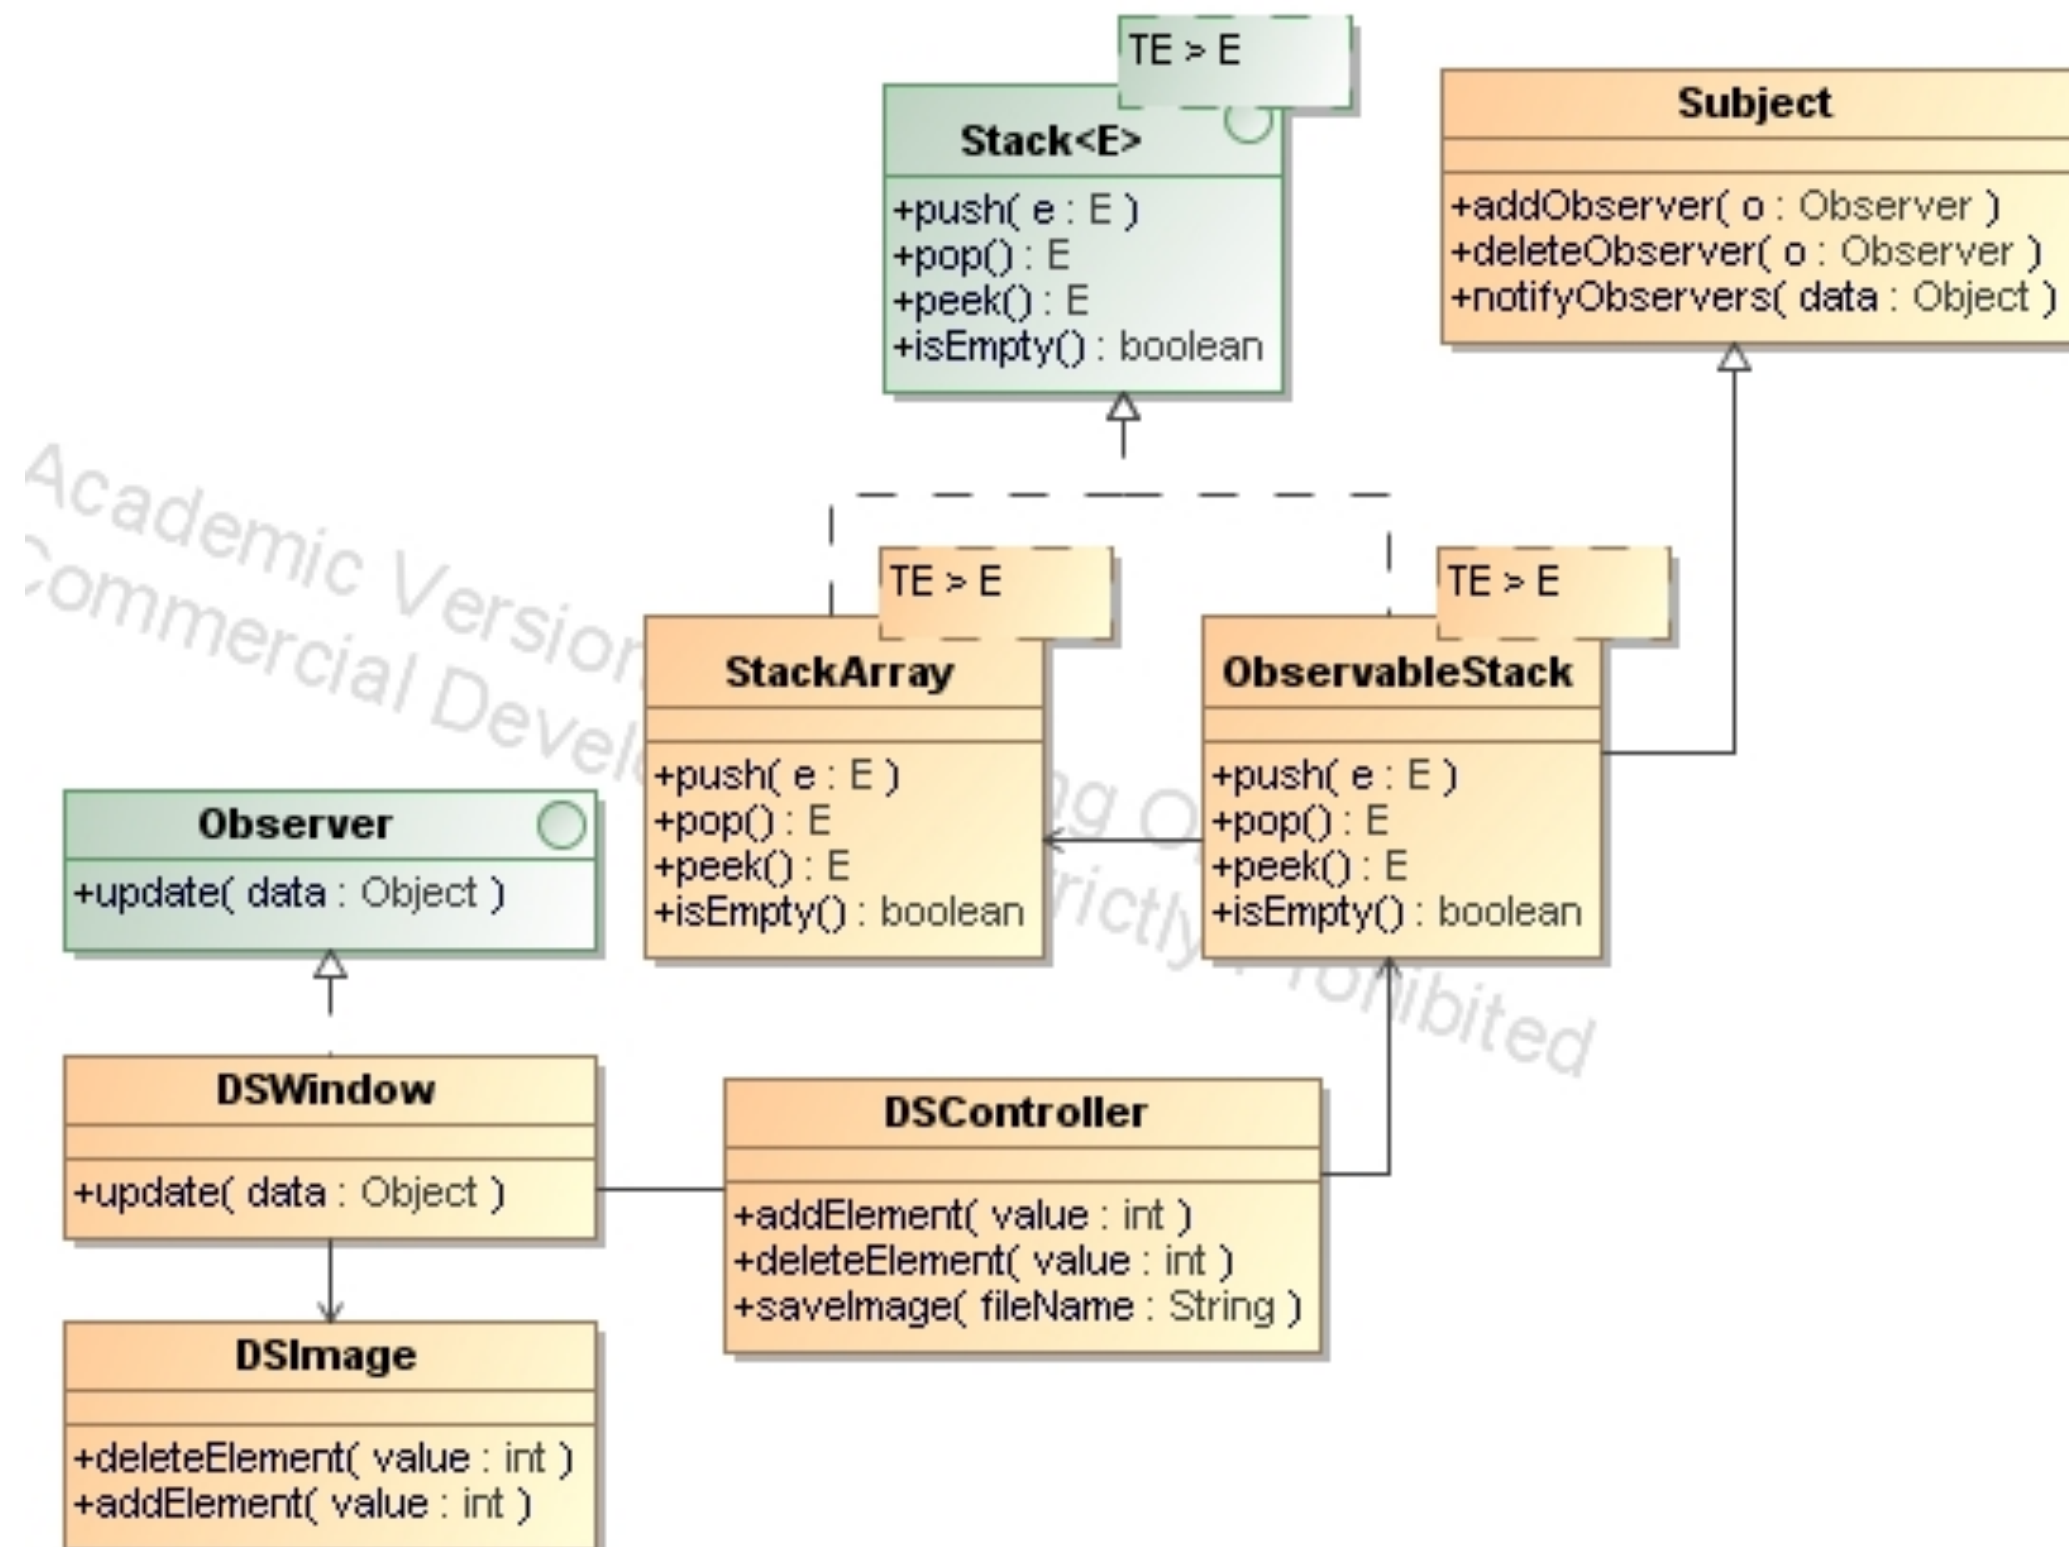 TE > E
Stack<E>
+push( e : E )
+pop() : E
+peek() : E
+isEmpty() : boolean
Subject
+addObserver( o : Observer )
+deleteObserver( o : Observer )
+notifyObservers( data : Object )
Academic Version
Commercial Devel
ng O
rictly Prohibited
TE > E
StackArray
+push( e : E )
+pop() : E
+peek() : E
+isEmpty() : boolean
TE > E
ObservableStack
+push( e : E )
+pop() : E
+peek() : E
+isEmpty() : boolean
Observer
+update( data : Object )
DSWindow
+update( data : Object )
DSController
+addElement( value : int )
+deleteElement( value : int )
+saveImage( fileName : String )
DSImage
+deleteElement( value : int )
+addElement( value : int )